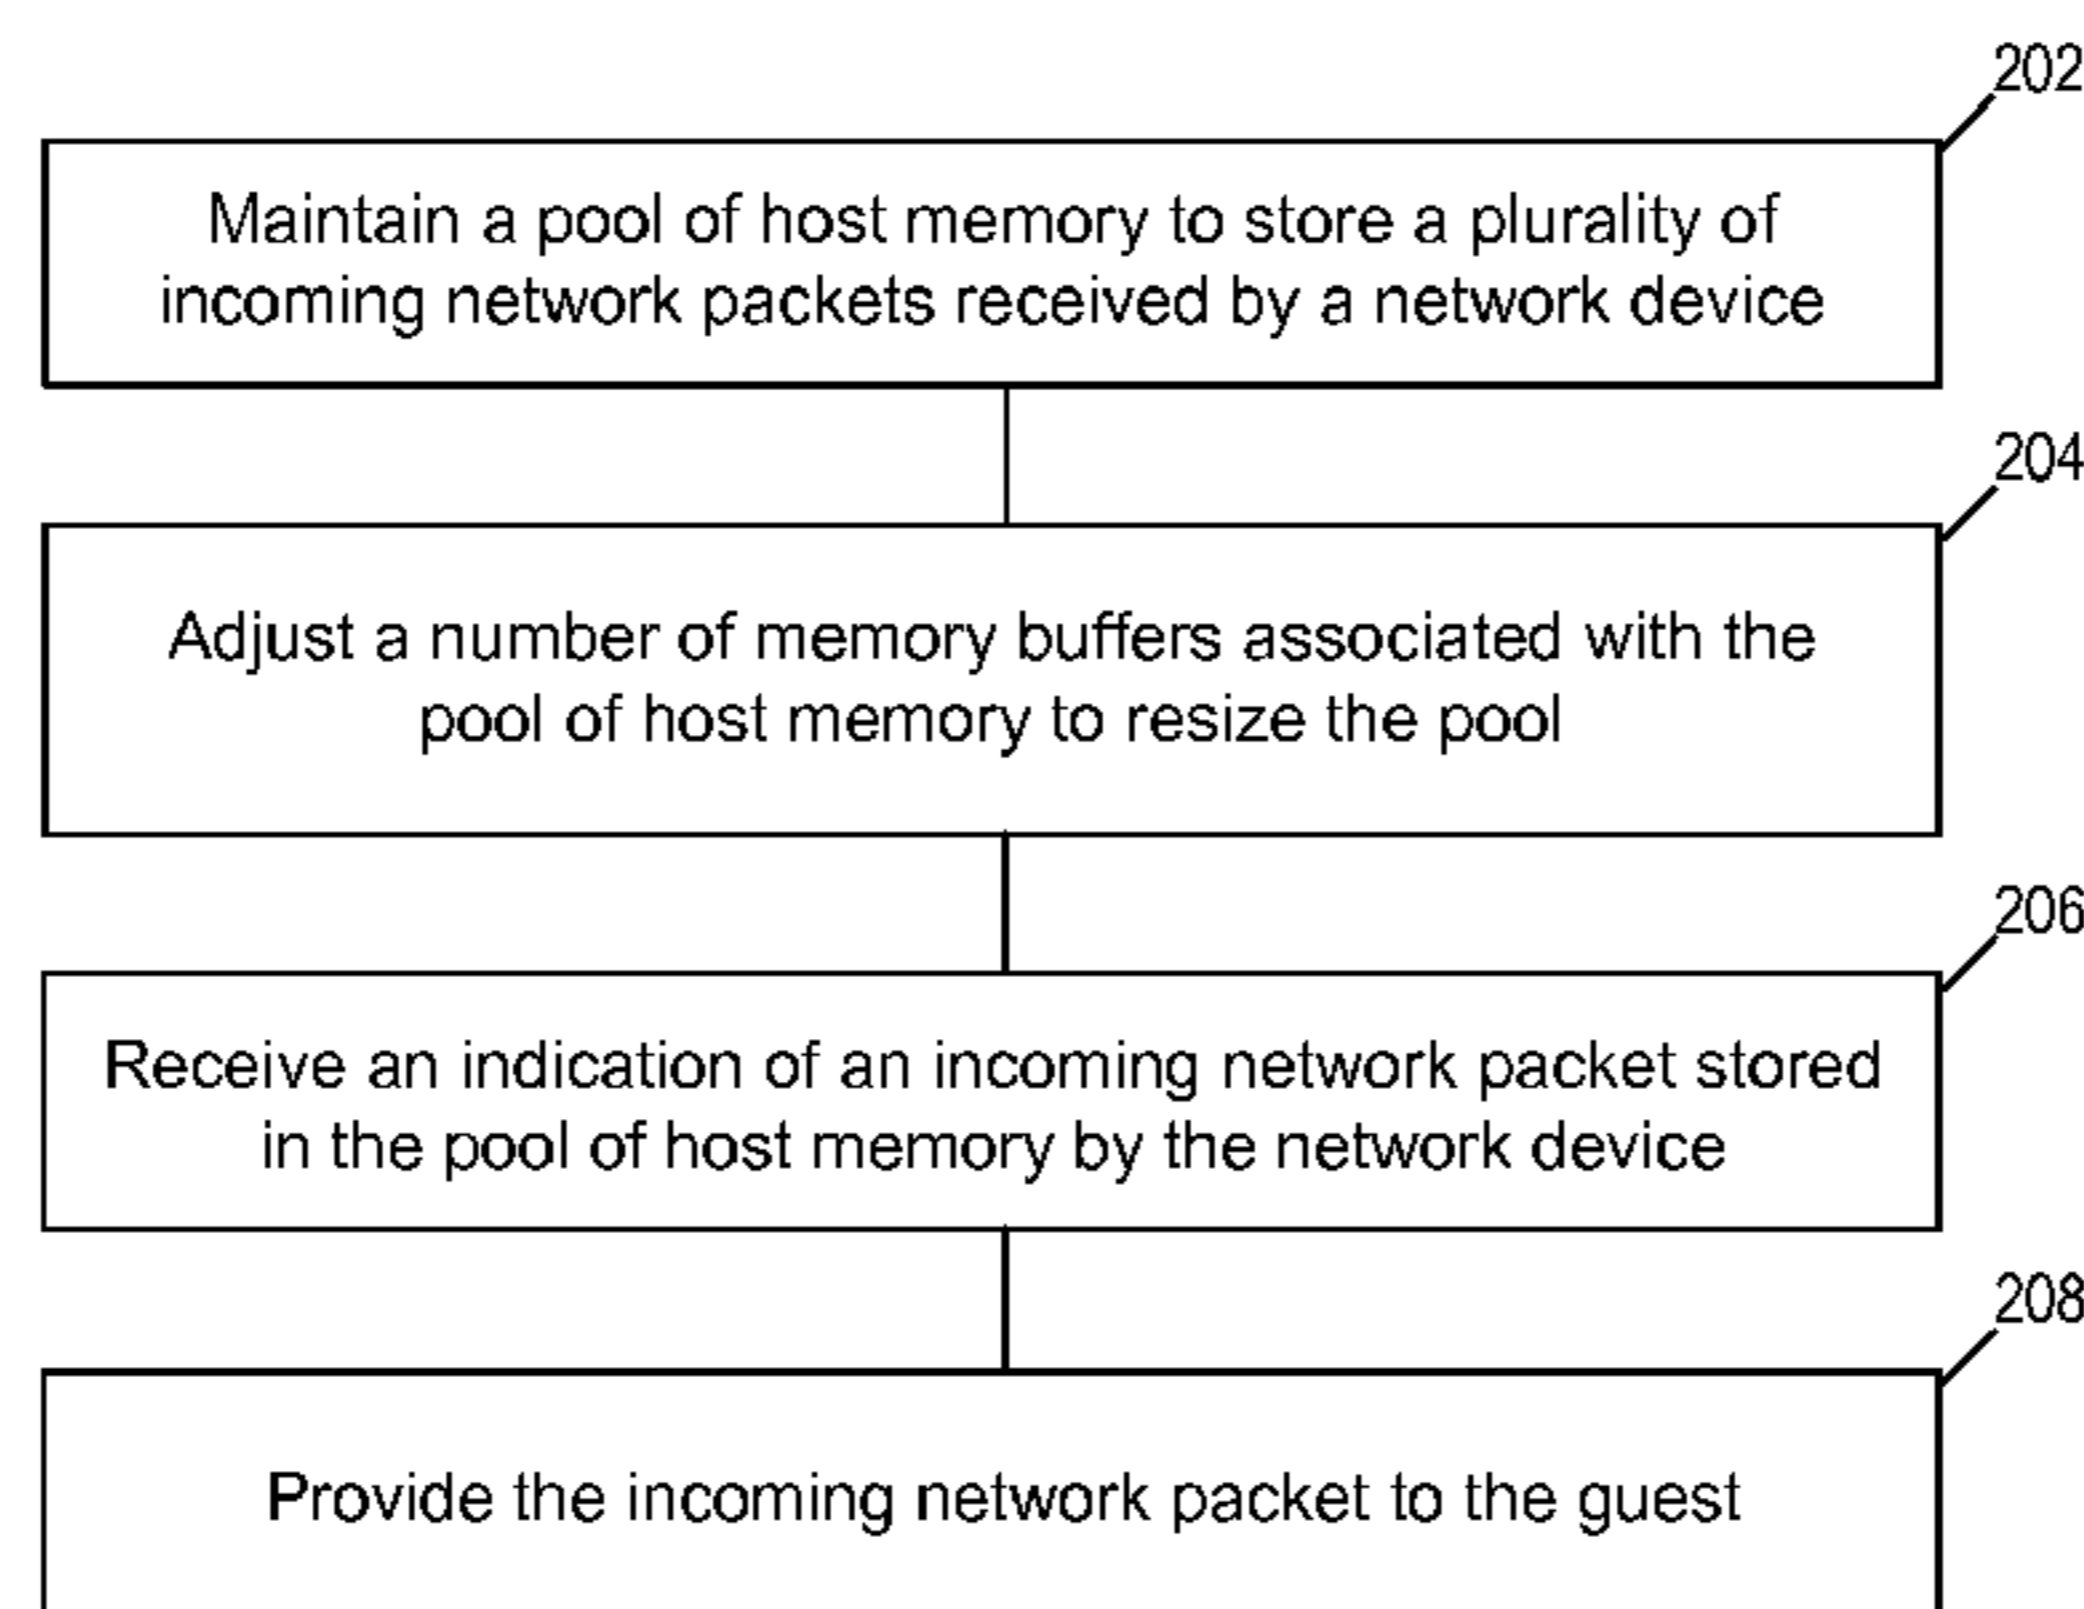 202
Maintain a pool of host memory to store a plurality of
incoming network packets received by a network device
204
Adjust a number of memory buffers associated with the
pool of host memory to resize the pool
206
Receive an indication of an incoming network packet stored
in the pool of host memory by the network device
208
Provide the incoming network packet to the guest